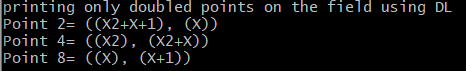 printing only doubled points on the field using DL
Point 2= ((X2+X+1), (X))
Point 4= ((X2), (X2+X))
Point 8= ((X), (X+1))